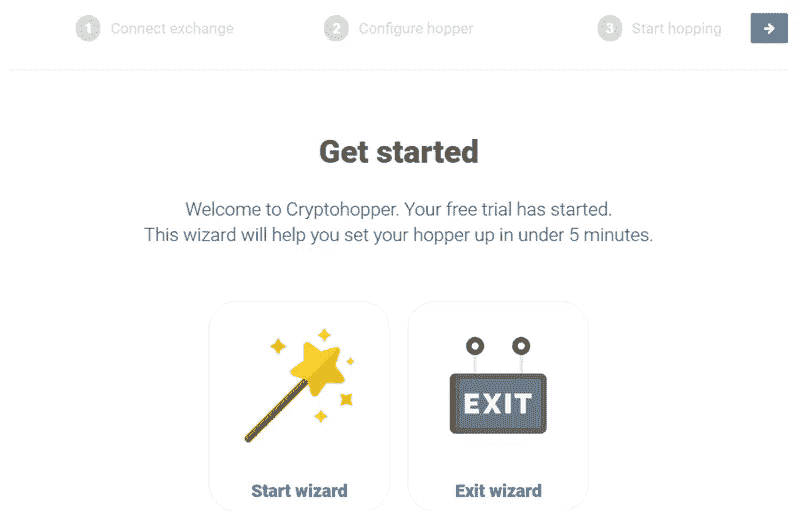 1 Connect exchange
2 Configure hopper
3 Start hopping
Get started
Welcome to Cryptohopper. Your free trial has started.
This wizard will help you set your hopper up in under 5 minutes.
EXIT
Start wizard
Exit wizard